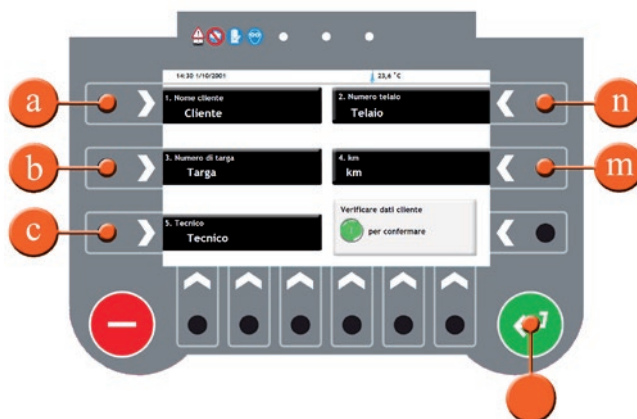 14:30 1/10/2001 23,6 °C
a
1. Nome cliente
Cliente
2. Numero telaio
Telaio
n
b
3. Numero di targa
Targa
4. km
km
m
c
5. Tecnico
Tecnico
Verificare dati cliente
per confermare